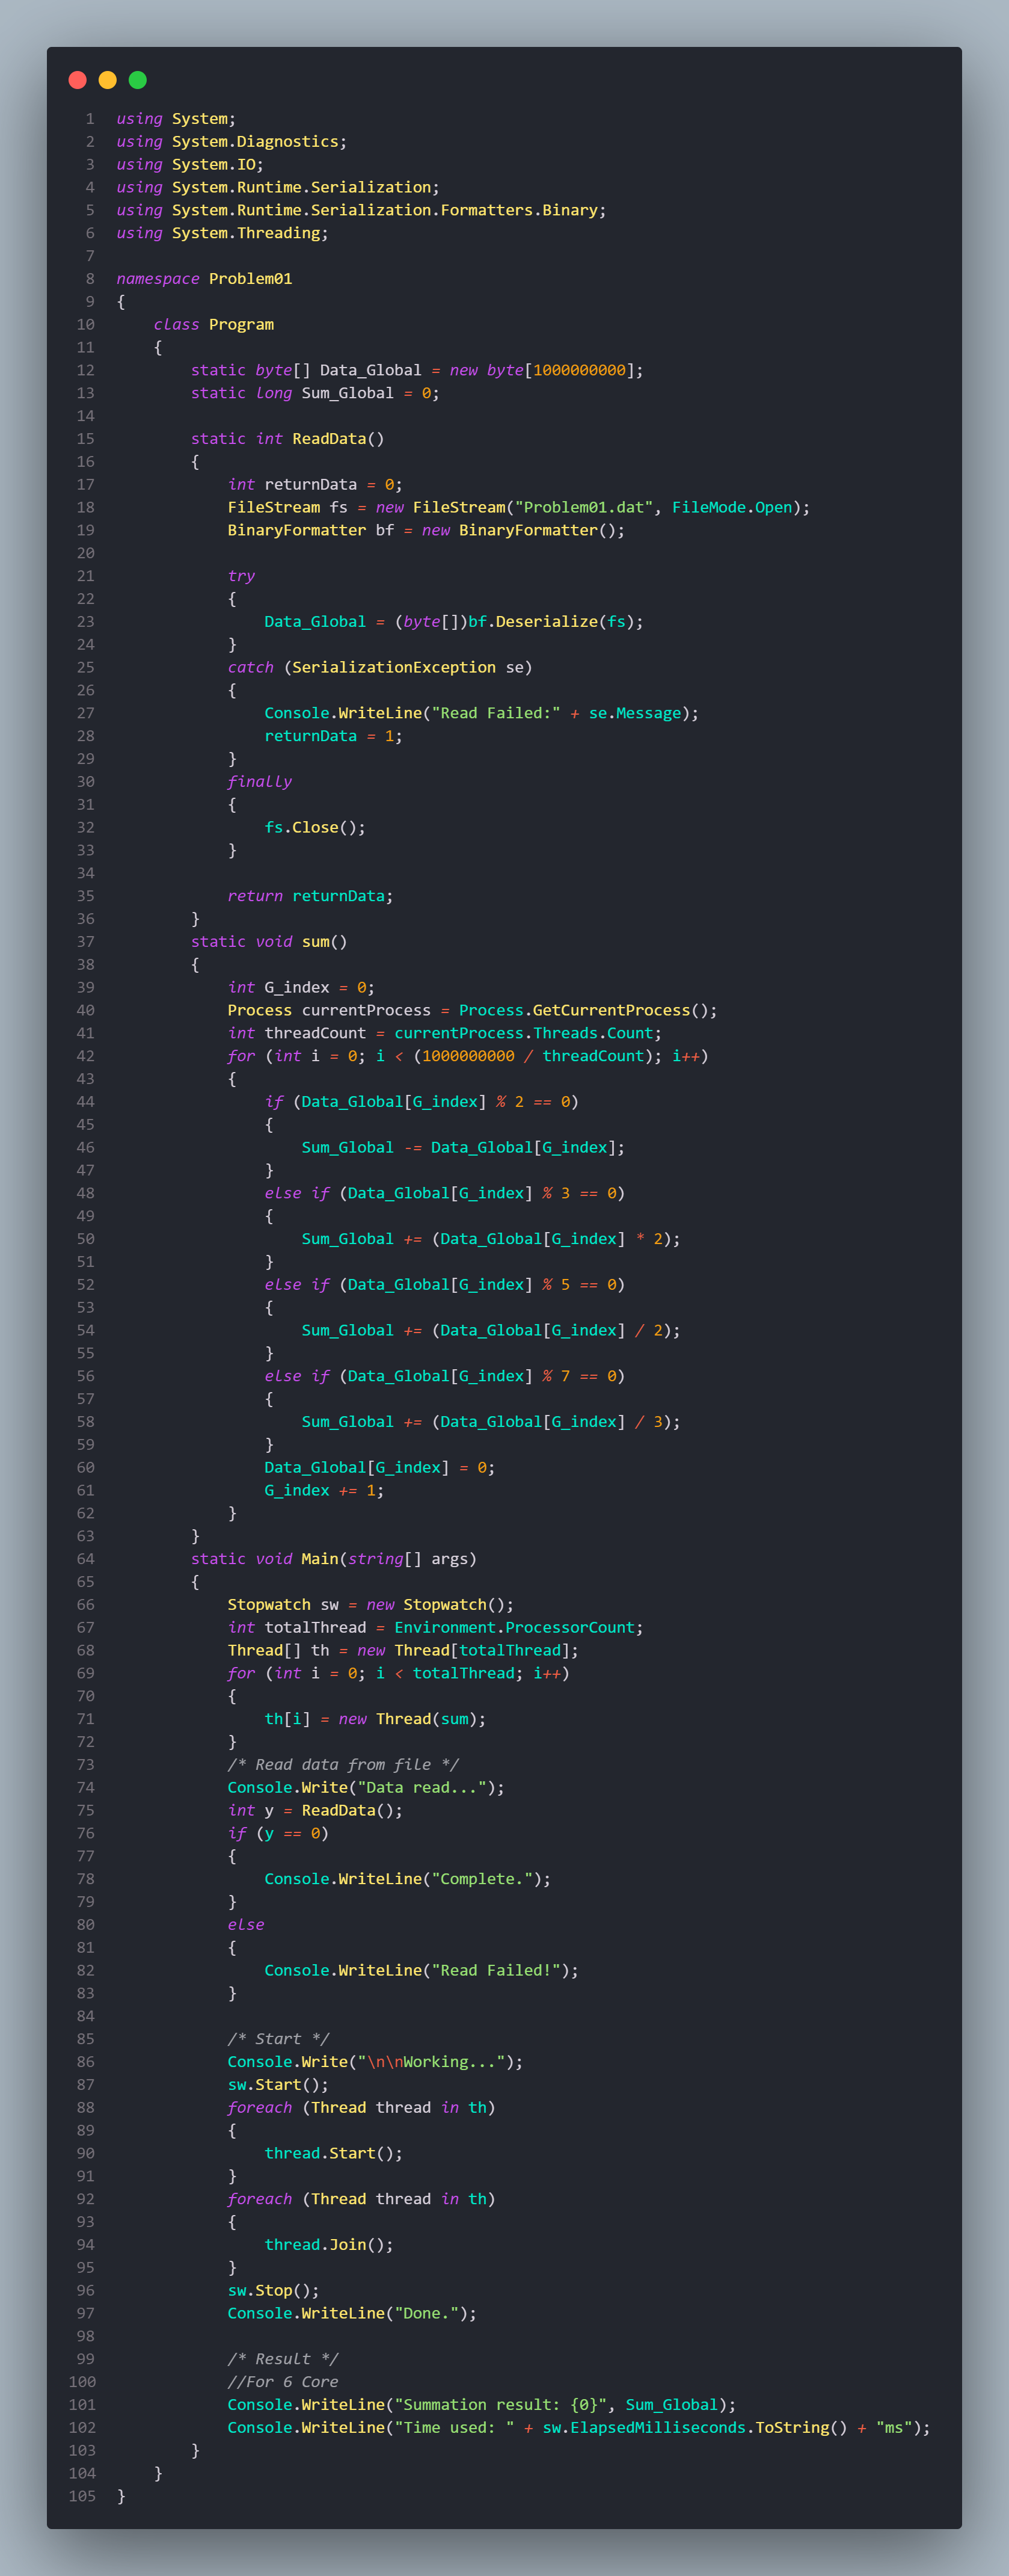 1 using System;
2 using System.Diagnostics;
3 using System.IO;
4 using System.Runtime.Serialization;
5 using System.Runtime.Serialization.Formatters.Binary;
6 using System.Threading;
7
8 namespace Problem01
9 {
10     class Program
11     {
12         static byte[] Data_Global = new byte[1000000000];
13         static long Sum_Global = 0;
14
15         static int ReadData()
16         {
17             int returnData = 0;
18             FileStream fs = new FileStream("Problem01.dat", FileMode.Open);
19             BinaryFormatter bf = new BinaryFormatter();
20
21             try
22             {
23                 Data_Global = (byte[])bf.Deserialize(fs);
24             }
25             catch (SerializationException se)
26             {
27                 Console.WriteLine("Read Failed:" + se.Message);
28                 returnData = 1;
29             }
30             finally
31             {
32                 fs.Close();
33             }
34
35             return returnData;
36         }
37         static void sum()
38         {
39             int G_index = 0;
40             Process currentProcess = Process.GetCurrentProcess();
41             int threadCount = currentProcess.Threads.Count;
42             for (int i = 0; i < (1000000000 / threadCount); i++)
43             {
44                 if (Data_Global[G_index] % 2 == 0)
45                 {
46                     Sum_Global -= Data_Global[G_index];
47                 }
48                 else if (Data_Global[G_index] % 3 == 0)
49                 {
50                     Sum_Global += (Data_Global[G_index] * 2);
51                 }
52                 else if (Data_Global[G_index] % 5 == 0)
53                 {
54                     Sum_Global += (Data_Global[G_index] / 2);
55                 }
56                 else if (Data_Global[G_index] % 7 == 0)
57                 {
58                     Sum_Global += (Data_Global[G_index] / 3);
59                 }
60                 Data_Global[G_index] = 0;
61                 G_index += 1;
62             }
63         }
64         static void Main(string[] args)
65         {
66             Stopwatch sw = new Stopwatch();
67             int totalThread = Environment.ProcessorCount;
68             Thread[] th = new Thread[totalThread];
69             for (int i = 0; i < totalThread; i++)
70             {
71                 th[i] = new Thread(sum);
72             }
73             /* Read data from file */
74             Console.Write("Data read...");
75             int y = ReadData();
76             if (y == 0)
77             {
78                 Console.WriteLine("Complete.");
79             }
80             else
81             {
82                 Console.WriteLine("Read Failed!");
83             }
84
85             /* Start */
86             Console.Write("\n\nWorking...");
87             sw.Start();
88             foreach (Thread thread in th)
89             {
90                 thread.Start();
91             }
92             foreach (Thread thread in th)
93             {
94                 thread.Join();
95             }
96             sw.Stop();
97             Console.WriteLine("Done.");
98
99             /* Result */
100             //For 6 Core
101             Console.WriteLine("Summation result: {0}", Sum_Global);
102             Console.WriteLine("Time used: " + sw.ElapsedMilliseconds.ToString() + "ms");
103         }
104     }
105 }